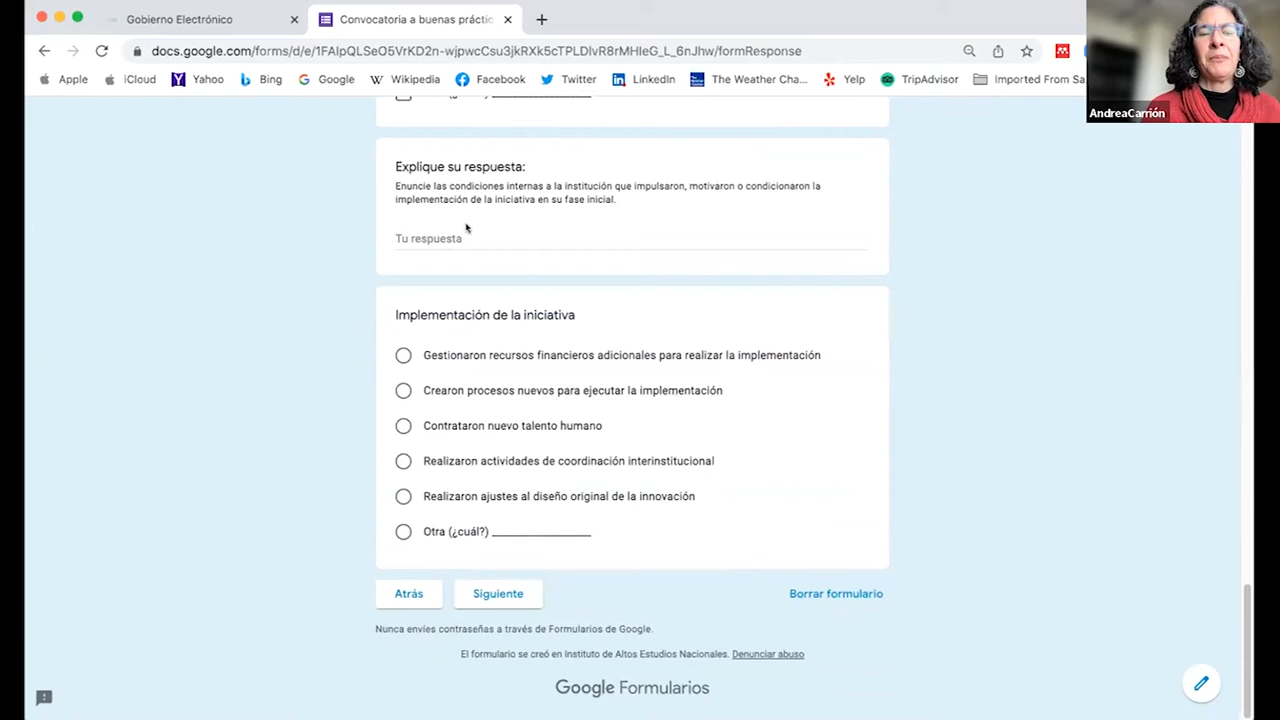 Gobierno Electrónico
Convocatoria a buenas práctic
docs.google.com/forms/d/e/1FAIpQLSeO5VrKD2n-wjpwcCsu3jkRXk5cTPLDlvR8rMHIeG_L_6nJhw/formResponse
Apple iCloud Yahoo Bing Google Wikipedia Facebook Twitter LinkedIn The Weather Cha... Yelp TripAdvisor Imported From Sa
AndreaCarrión
Explique su respuesta:
Enuncie las condiciones internas a la institución que impulsaron, motivaron o condicionaron la
implementación de la iniciativa en su fase inicial.
Tu respuesta
Implementación de la iniciativa
Gestionaron recursos financieros adicionales para realizar la implementación
Crearon procesos nuevos para ejecutar la implementación
Contrataron nuevo talento humano
Realizaron actividades de coordinación interinstitucional
Realizaron ajustes al diseño original de la innovación
Otra (¿cuál?) _______________
Atrás Siguiente Borrar formulario
Nunca envíes contraseñas a través de Formularios de Google.
El formulario se creó en Instituto de Altos Estudios Nacionales. Denunciar abuso
Google Formularios